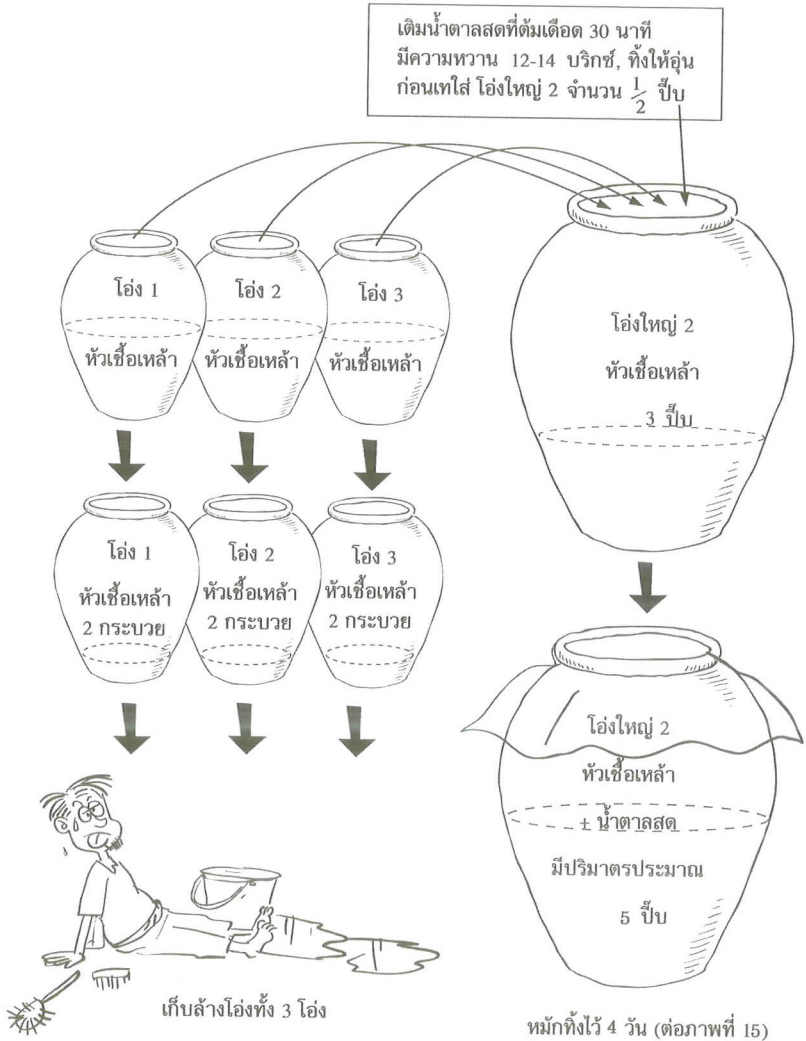 เติมน้ำตาลสดที่ต้มเดือด 30 นาที
มีความหวาน 12-14 บริกซ์, ทิ้งให้อุ่น
ก่อนเทใส่ โอ่งใหญ่ 2 จำนวน 1/2 ปี๊บ
โอ่ง 1
หัวเชื้อเหล้า
โอ่ง 2
หัวเชื้อเหล้า
โอ่ง 3
หัวเชื้อเหล้า
โอ่งใหญ่ 2
หัวเชื้อเหล้า
3 ปี๊บ
โอ่ง 1
หัวเชื้อเหล้า
2 กระบวย
โอ่ง 2
หัวเชื้อเหล้า
2 กระบวย
โอ่ง 3
หัวเชื้อเหล้า
2 กระบวย
โอ่งใหญ่ 2
หัวเชื้อเหล้า
+ น้ำตาลสด
มีปริมาตรประมาณ
5 ปี๊บ
เก็บล้างโอ่งทั้ง 3 โอ่ง
หมักทิ้งไว้ 4 วัน (ต่อภาพที่ 15)